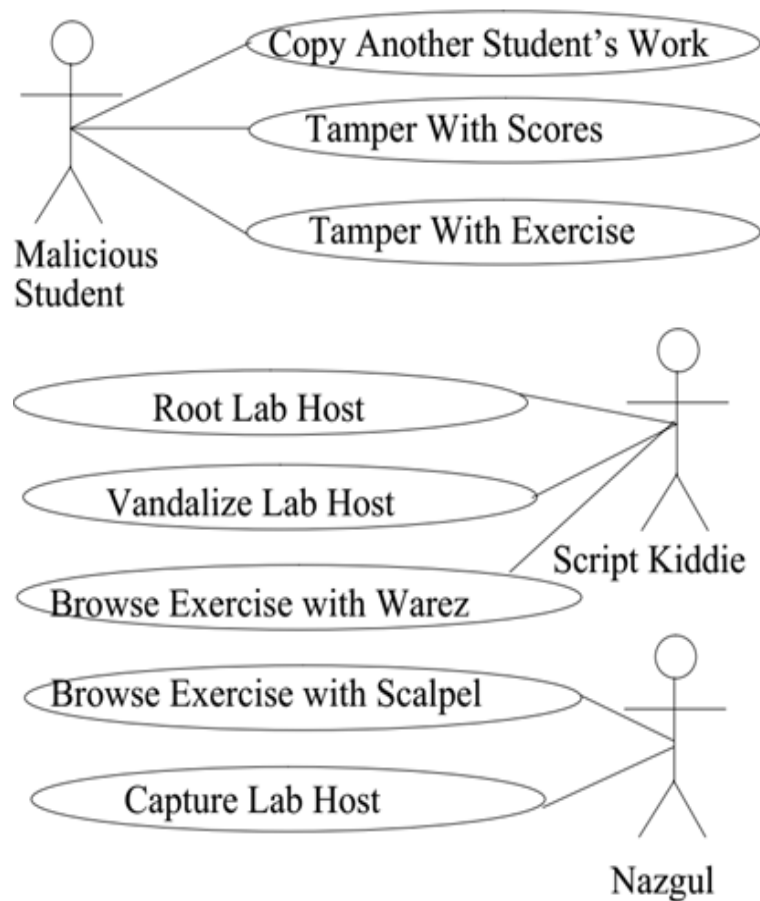 Copy Another Student's Work
Tamper With Scores
Tamper With Exercise
Malicious
Student
Root Lab Host
Vandalize Lab Host
Script Kiddie
Browse Exercise with Warez
Browse Exercise with Scalpel
Capture Lab Host
Nazgul